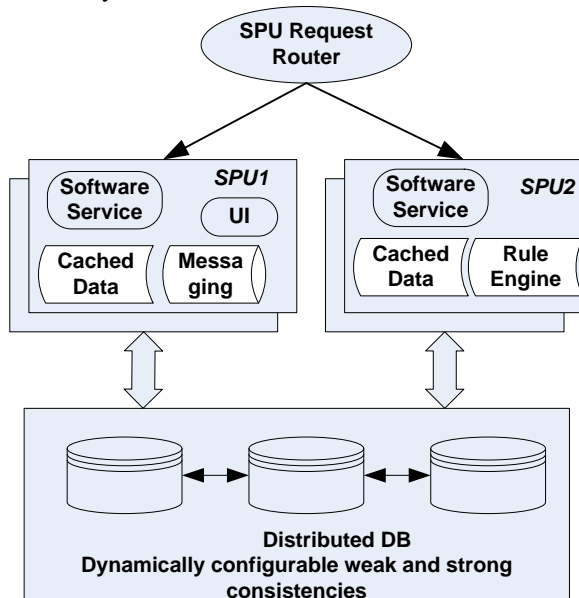 SPU Request
Router
SPU1
Software
Service
UI
Cached
Data
Messa
ging
SPU2
Software
Service
Cached
Data
Rule
Engine
Distributed DB
Dynamically configurable weak and strong
consistencies